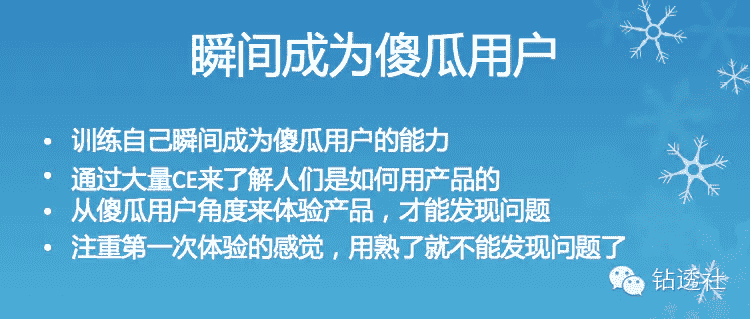 瞬间成为傻瓜用户
• 训练自己瞬间成为傻瓜用户的能力
• 通过大量CE来了解人们是如何用产品的
• 从傻瓜用户角度来体验产品，才能发现问题
• 注重第一次体验的感觉，用熟了就不能发现问题了
钻透社